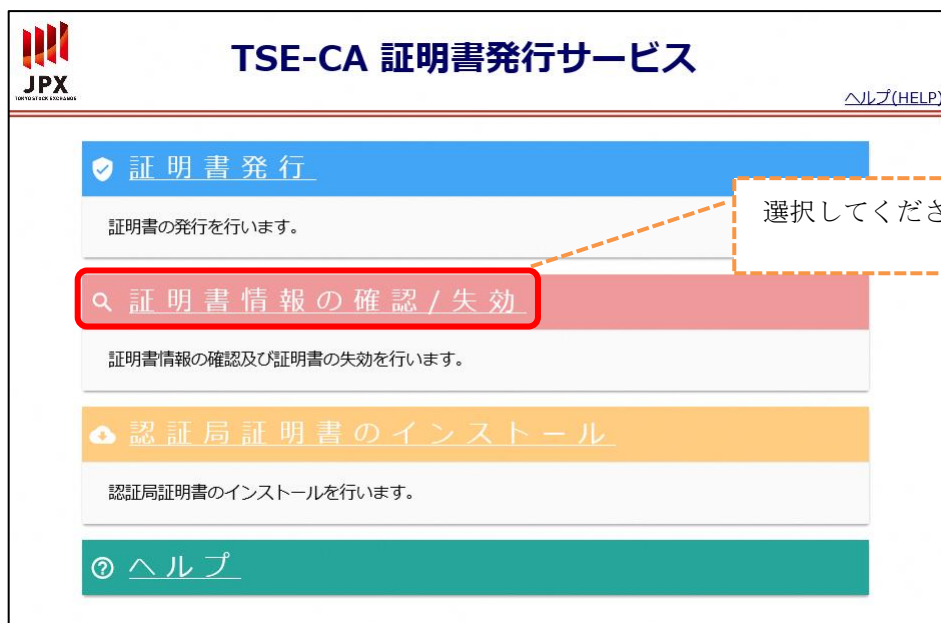 JPX
TOKYO STOCK EXCHANGE
TSE-CA 証明書発行サービス
ヘルプ(HELP)
証明書発行
証明書の発行を行います。
選択してくださ
証明書情報の確認/失効
証明書情報の確認及び証明書の失効を行います。
認証局証明書のインストール
認証局証明書のインストールを行います。
ヘルプ